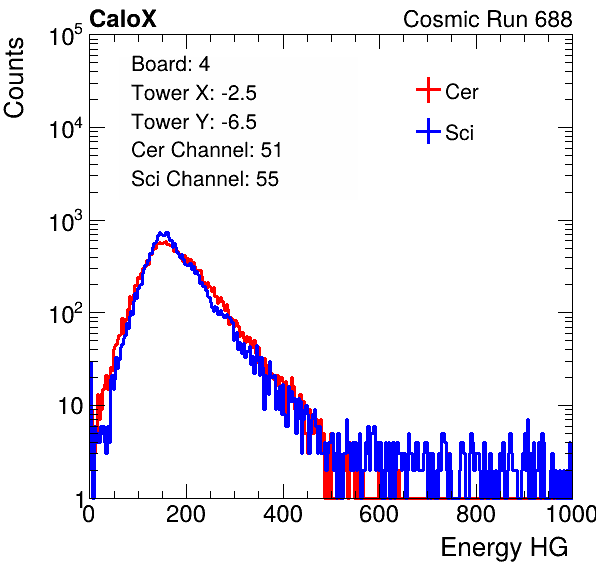 CaloX Cosmic Run 688
Counts
Board: 4
Tower X: -2.5
Tower Y: -6.5
Cer Channel: 51
Sci Channel: 55
Cer
Sci
10^5
10^4
10^3
10^2
10
1
0 200 400 600 800 1000
Energy HG